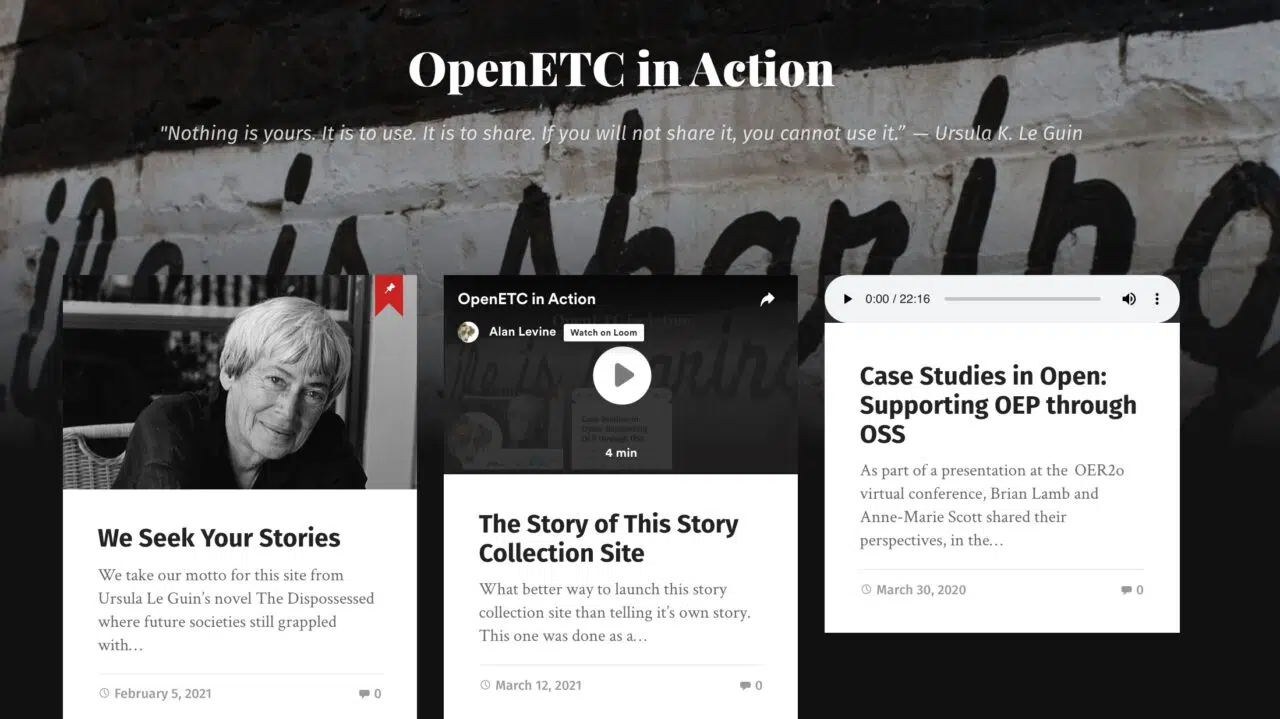 OpenETC in Action
"Nothing is yours. It is to use. It is to share. If you will not share it, you cannot use it.” — Ursula K. Le Guin
We Seek Your Stories
We take our motto for this site from
Ursula Le Guin’s novel The Dispossessed
where future societies still grappled
with…
February 5, 2021
0
OpenETC in Action
Alan Levine
Watch on Loom
4 min
The Story of This Story
Collection Site
What better way to launch this story
collection site than telling it’s own story.
This one was done as a…
March 12, 2021
0
0:00 / 22:16
Case Studies in Open:
Supporting OEP through
OSS
As part of a presentation at the OER20
virtual conference, Brian Lamb and
Anne-Marie Scott shared their
perspectives, in the…
March 30, 2020
0